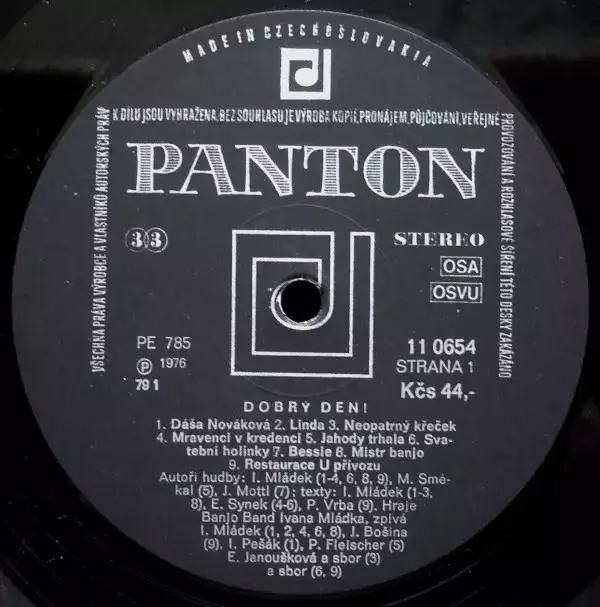 MADE IN CZECHOSLOVAKIA
VŠECHNA PRÁVA VÝROBCE A VLASTNÍKŮ AUTORSKÝCH PRÁV K DÍLU JSOU VYHRAŽENA, BEZ SOUHLASU JE VÝROBA KOPIÍ, PRONÁJEM, PŮJČOVÁNÍ, VEŘEJNÉ PROVOZOVÁNÍ A ROZHLASOVÉ ŠÍŘENÍ TÉTO DESKY ZAKÁZÁNO
PANTON
33
STEREO
OSA
OSVU
PE 785
Ⓟ 1976
79 1
11 0654
STRANA 1
Kčs 44,-
DOBRÝ DEN!
1. Dáša Nováková 2. Linda 3. Neopatrný křeček
4. Mravenci v kredenci 5. Jahody trhala 6. Sva-
tební holinky 7. Bessie 8. Mistr banjo
9. Restaurace U přívozu
Autoři hudby: I. Mládek (1-4, 6, 8, 9), M. Smé-
kal (5), J. Mottl (7); texty: I. Mládek (1-3,
8), E. Synek (4-6), P. Vrba (9). Hraje
Banjo Band Ivana Mládka, zpívá
I. Mládek (1, 2, 4, 6, 8), J. Bošina
(9), I. Pešák (1), P. Fleischer (5)
E. Janoušková a sbor (3)
a sbor (6, 9)